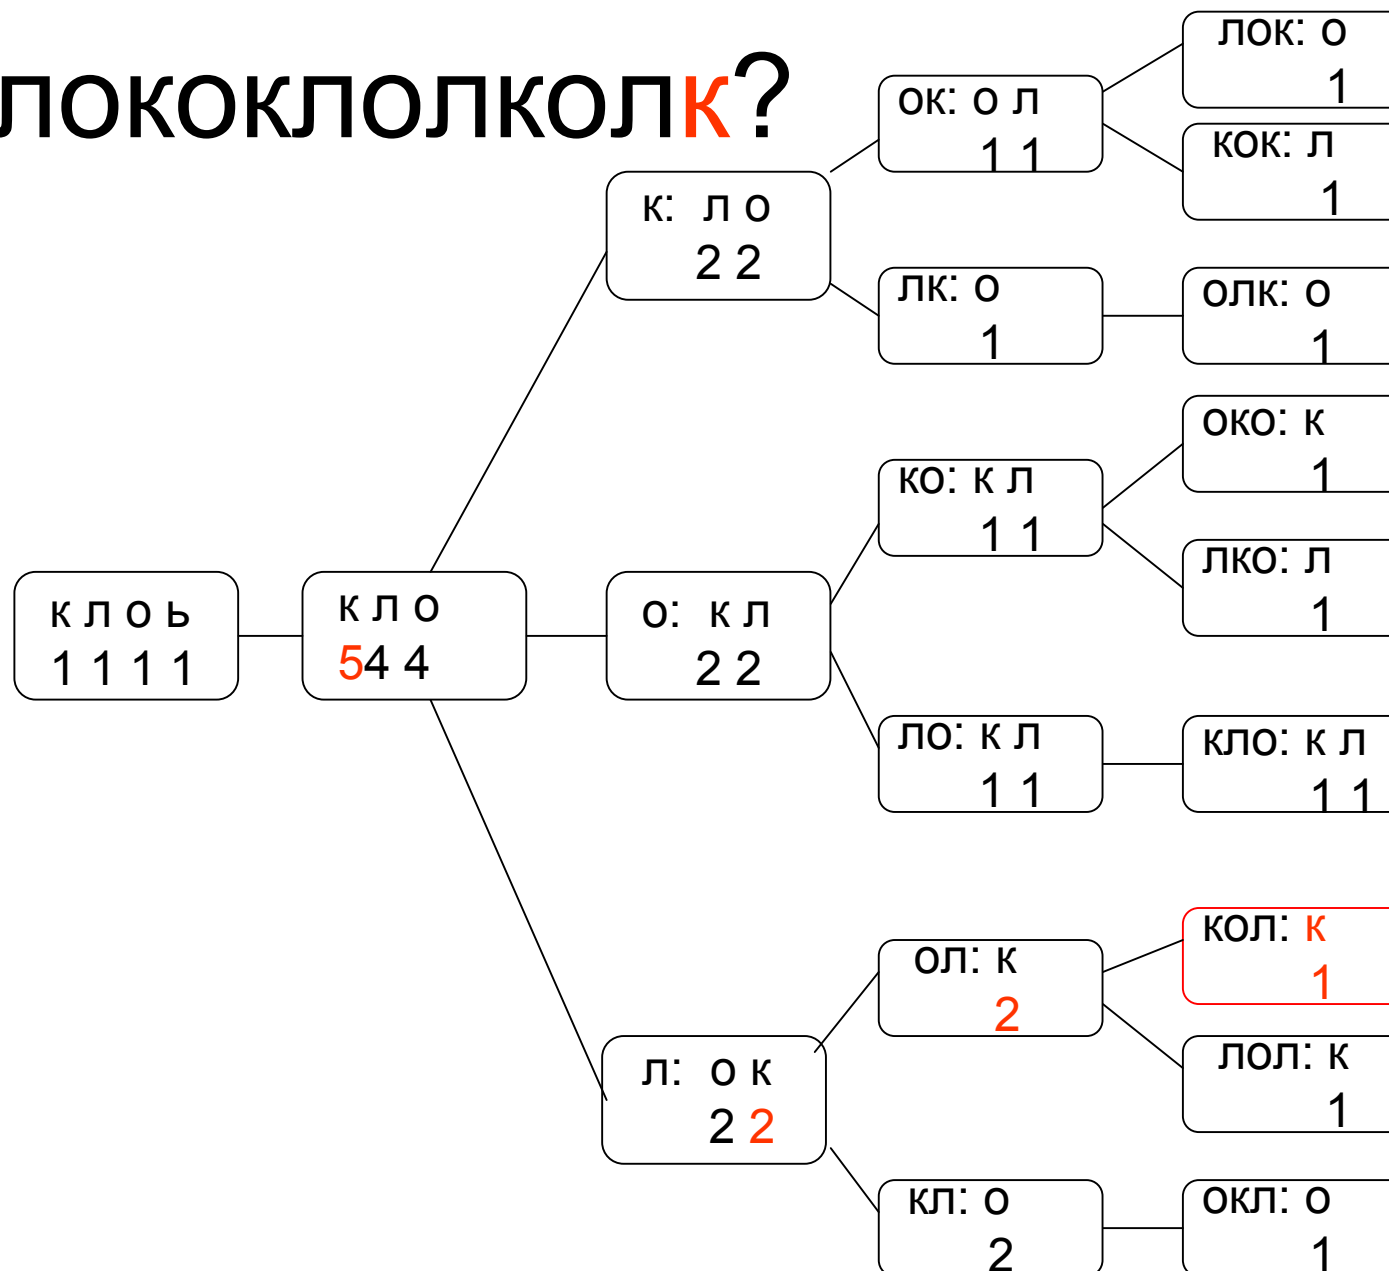 лококлолколк?
к: л о
2 2
ок: о л
1 1
лок: о
1
кок: л
1
лк: о
1
олк: о
1
к л о ь
1 1 1 1
к л о
5 4 4
о: к л
2 2
ко: к л
1 1
око: к
1
лко: л
1
ло: к л
1 1
кло: к л
1 1
л: о к
2 2
ол: к
2
кол: к
1
лол: к
1
кл: о
2
окл: о
1